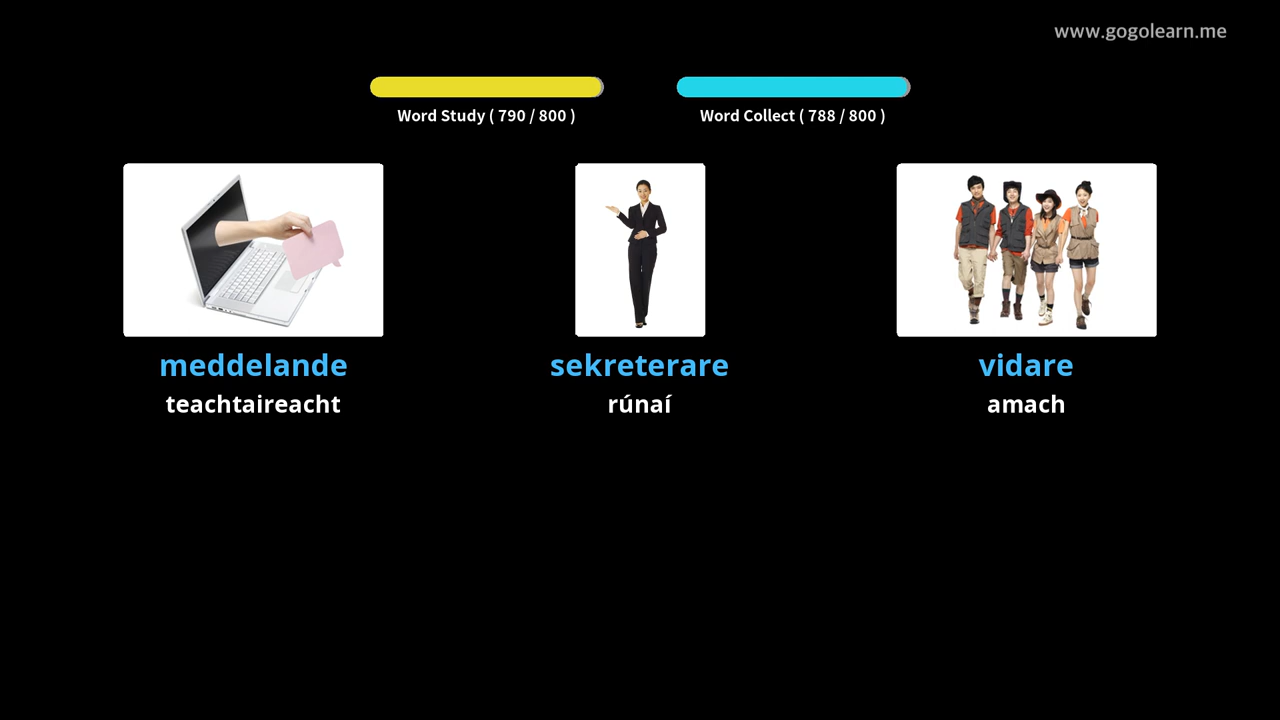 www.gogolearn.me
Word Study ( 790 / 800 )
Word Collect ( 788 / 800 )
meddelande
sekreterare
vidare
teachtaireacht
rúnaí
amach